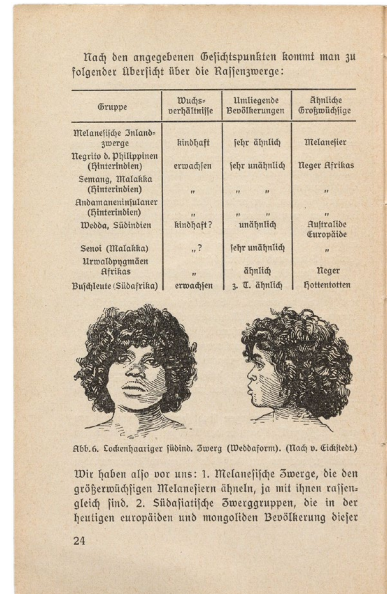 Nach den angegebenen Gesichtspunkten kommt man zu
folgender Übersicht über die Rassenzwerge:
Gruppe	Wuchs-verhältnisse	Umliegende Bevölkerungen	Ähnliche Großwüchsige
Melanesische Inland-zwerge	kindhaft	sehr ähnlich	Melanesier
Negrito d. Philippinen (Hinterindien)	erwachsen	sehr unähnlich	Neger Afrikas
Semang, Malakka (Hinterindien)	„	„ „	„
Andamaneninsulaner (Hinterindien)	„	„ „	„
Wedda, Südindien	kindhaft?	unähnlich	Australide Europäide
Senoi (Malakka)	„?	sehr unähnlich	„
Urwaldpygmäen Afrikas	„	ähnlich	Neger
Buschleute (Südafrika)	erwachsen	z. T. ähnlich	Hottentotten
Abb. 6. Lockenhaariger südind. Zwerg (Weddaform). (Nach v. Eickstedt.)
Wir haben also vor uns: 1. Melanesische Zwerge, die den
größerwüchsigen Melanesiern ähneln, ja mit ihnen rassen-
gleich sind. 2. Südasiatische Zwerggruppen, die in der
heutigen europäiden und mongoliden Bevölkerung dieser
24